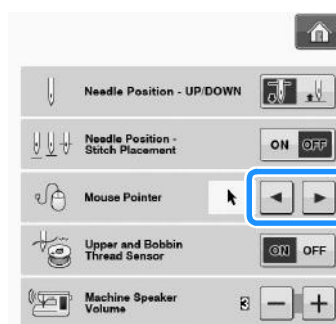 Needle Position - UP/DOWN
Needle Position -
Stitch Placement
ON OFF
Mouse Pointer
Upper and Bobbin
Thread Sensor
ON OFF
Machine Speaker
Volume
3 - +